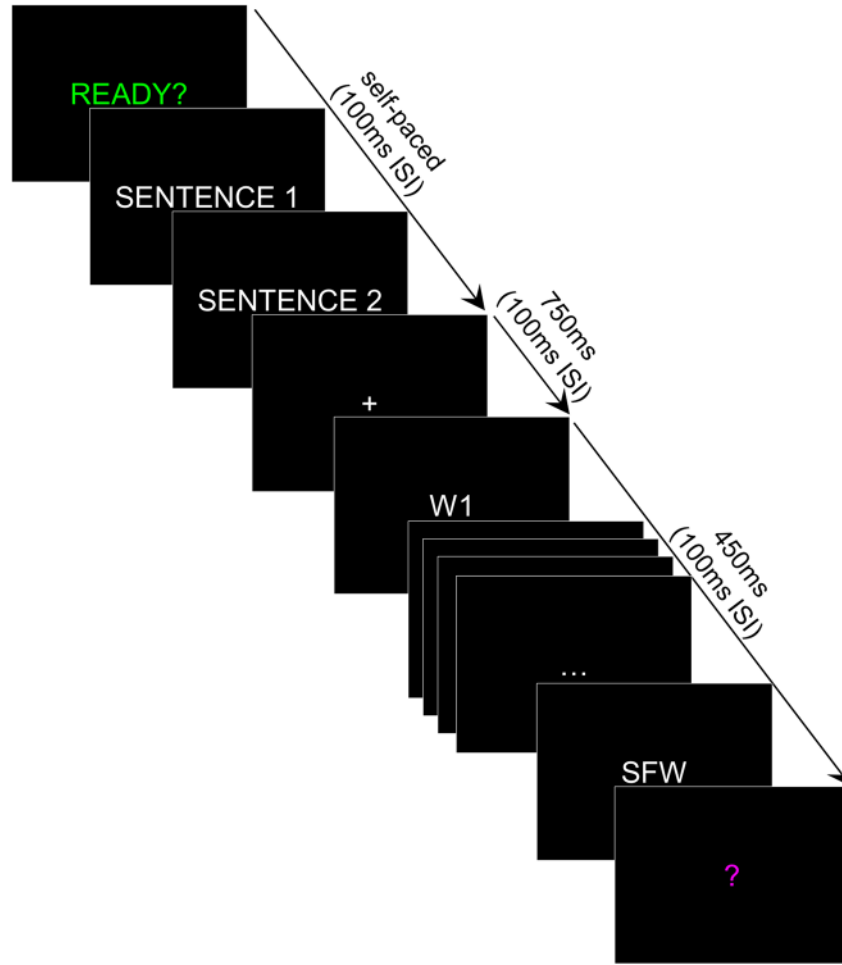 READY?
self-paced
(100ms ISI)
SENTENCE 1
SENTENCE 2
750ms
(100ms ISI)
+
W1
450ms
(100ms ISI)
...
SFW
?